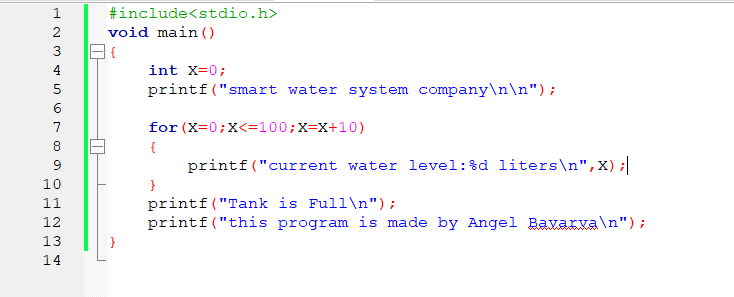 1 #include<stdio.h>
2 void main()
3 {
4 int X=0;
5 printf("smart water system company\n\n");
6
7 for(X=0;X<=100;X=X+10)
8 {
9 printf("current water level:%d liters\n",X);
10 }
11 printf("Tank is Full\n");
12 printf("this program is made by Angel Bavarva\n");
13 }
14